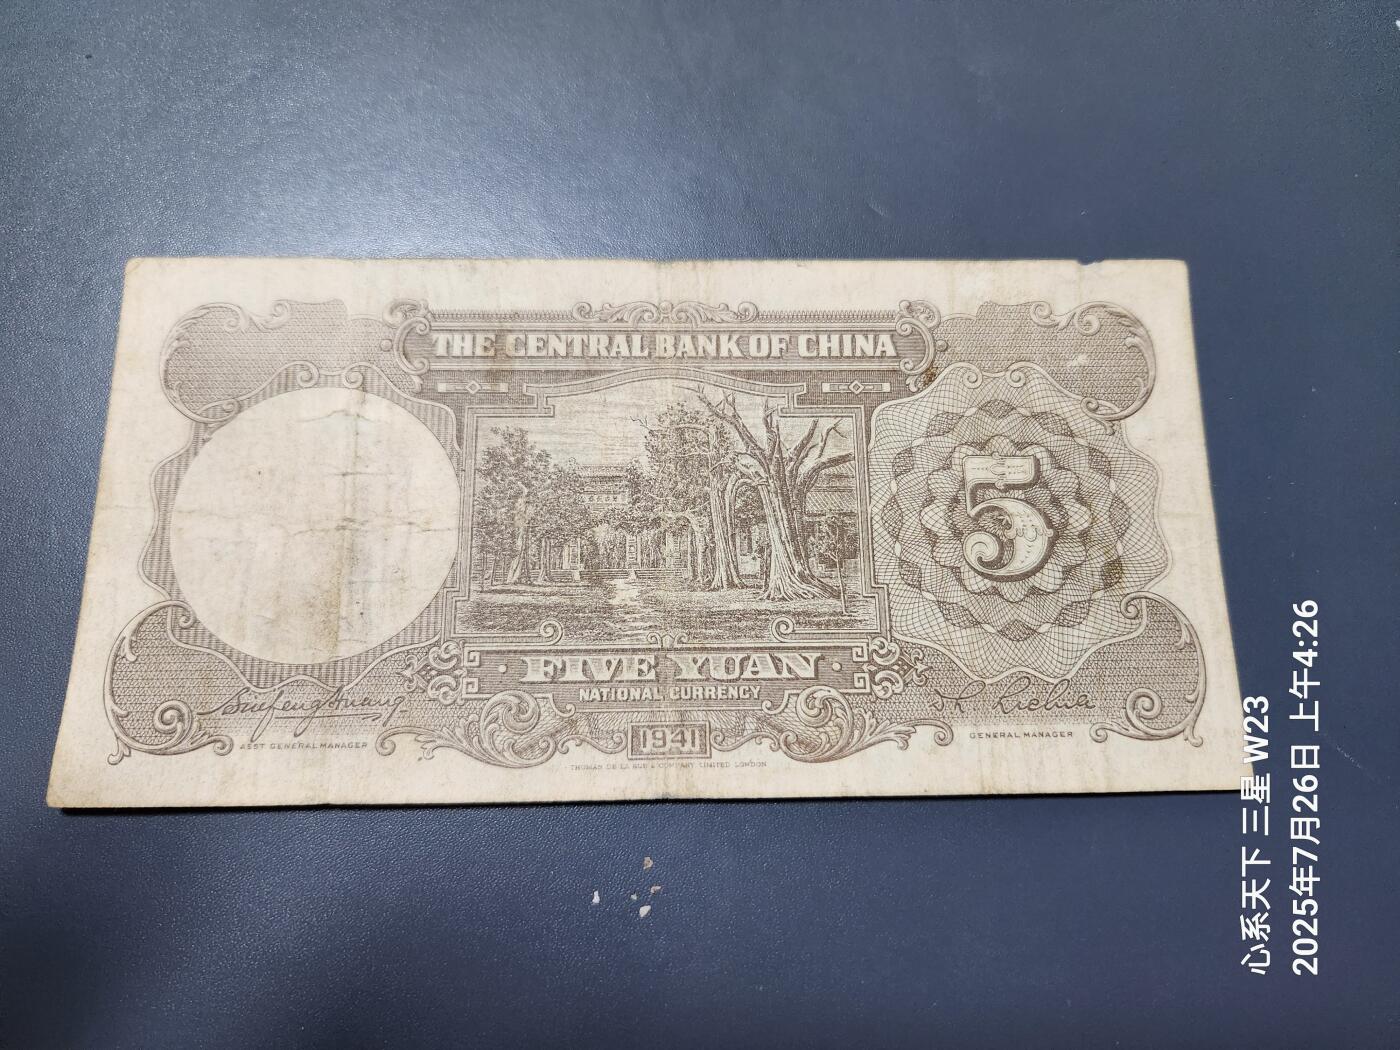 THE CENTRAL BANK OF CHINA
5
FIVE YUAN
NATIONAL CURRENCY
ASST GENERAL MANAGER
GENERAL MANAGER
1941
THOMAS DE LA RUE & COMPANY, LIMITED LONDON
心系天下 三星 W23
2025年7月26日 上午4:26